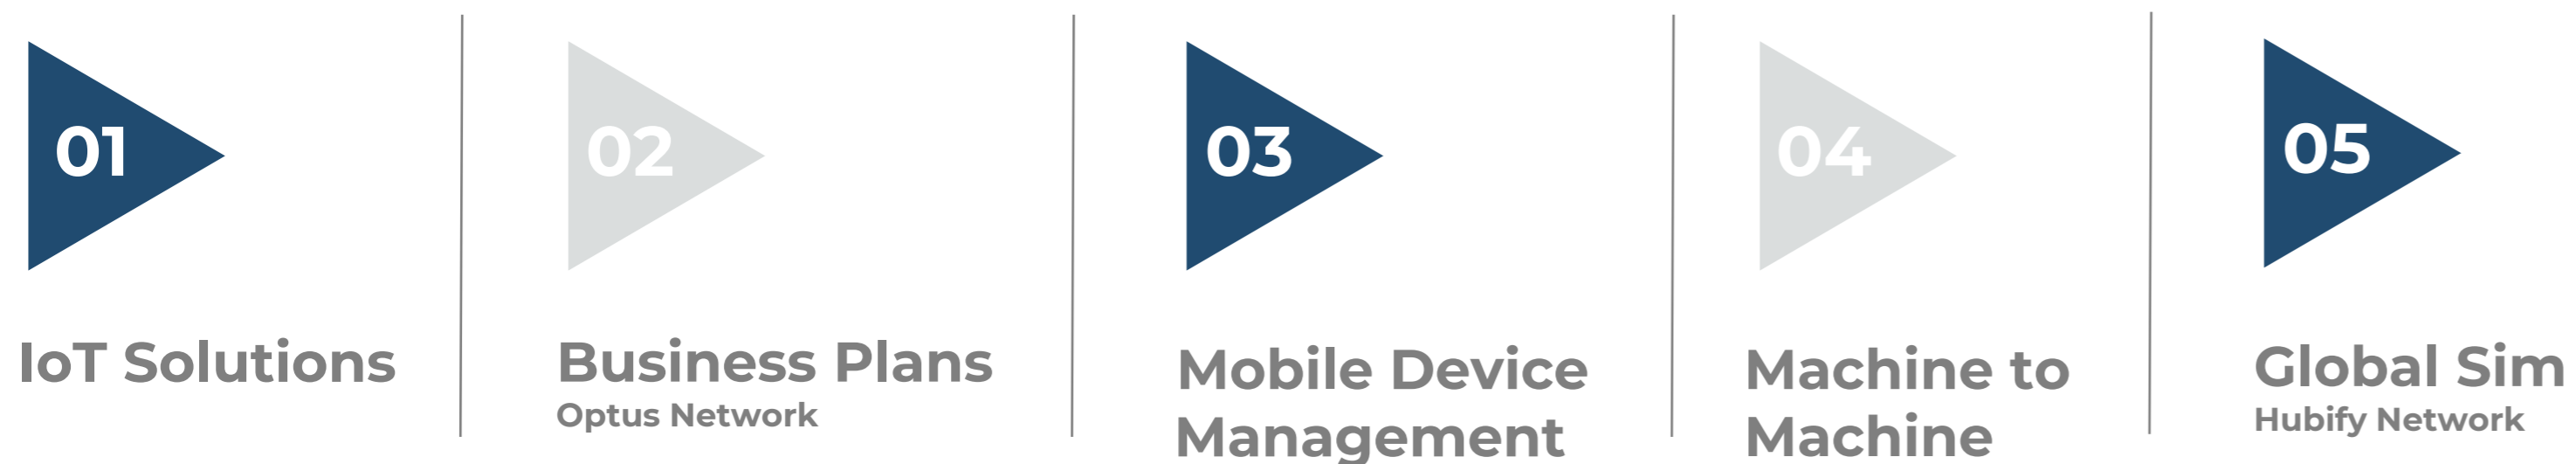 01
IoT Solutions
02
Business Plans
Optus Network
03
Mobile Device
Management
04
Machine to
Machine
05
Global Sim
Hubify Network